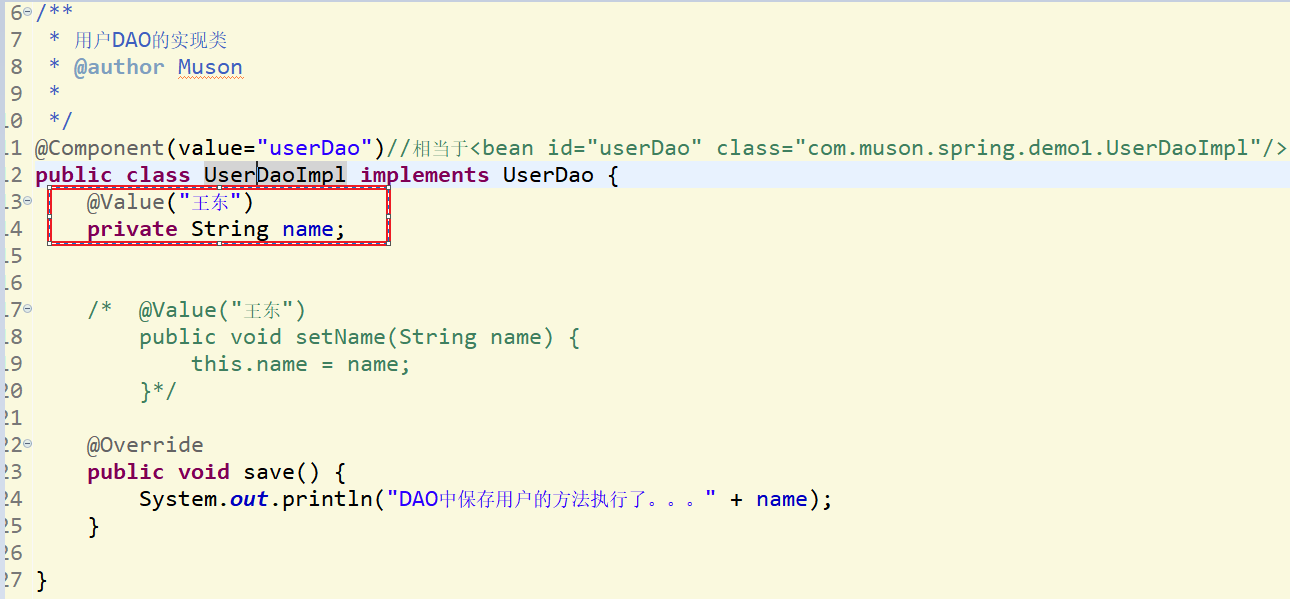 6 /**
7  * 用户DAO的实现类
8  * @author Muson
9  *
10  */
11 @Component(value="userDao")//相当于<bean id="userDao" class="com.muson.spring.demo1.UserDaoImpl"/>
12 public class UserDaoImpl implements UserDao {
13     @Value("王东")
14     private String name;
15
16
17     /*  @Value("王东")
18         public void setName(String name) {
19             this.name = name;
20         }*/
21
22     @Override
23     public void save() {
24         System.out.println("DAO中保存用户的方法执行了。。。" + name);
25     }
26
27 }